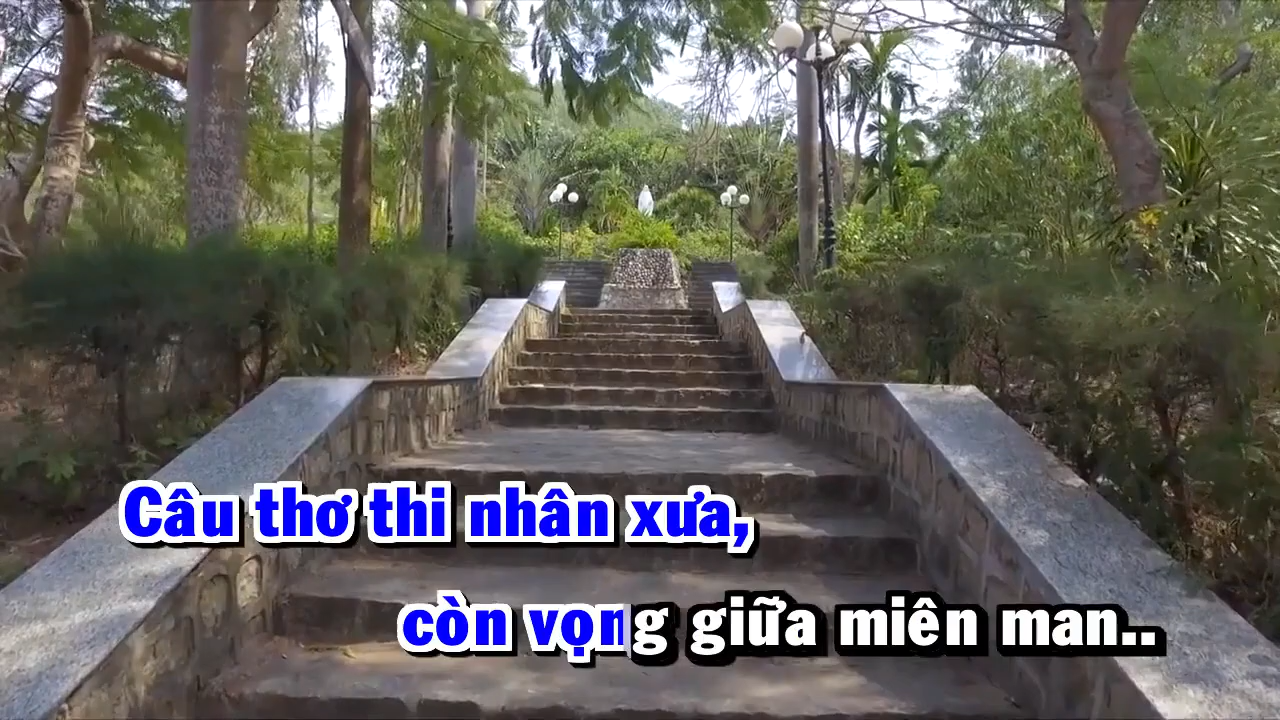 Câu thơ thi nhân xưa,
còn vọng giữa miên man..